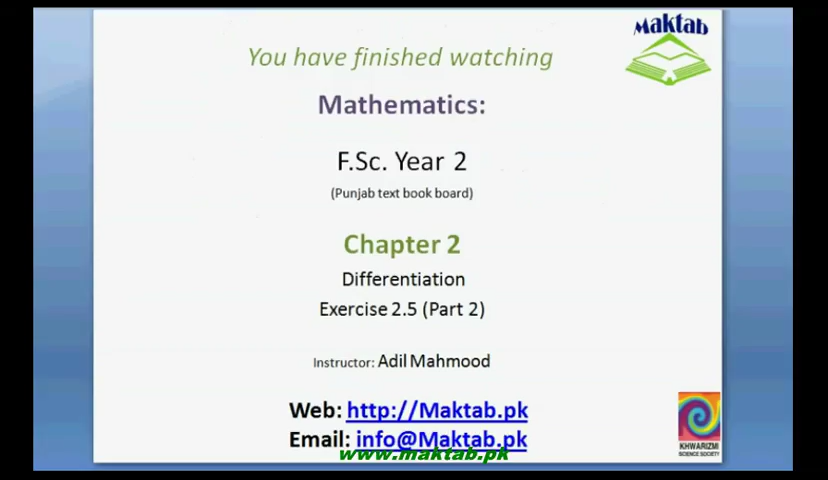 Maktab
You have finished watching
Mathematics:
F.Sc. Year 2
(Punjab text book board)
Chapter 2
Differentiation
Exercise 2.5 (Part 2)
Instructor: Adil Mahmood
Web: http://Maktab.pk
Email: info@Maktab.pk
www.maktab.pk
KHWARIZMI
SCIENCE SOCIETY